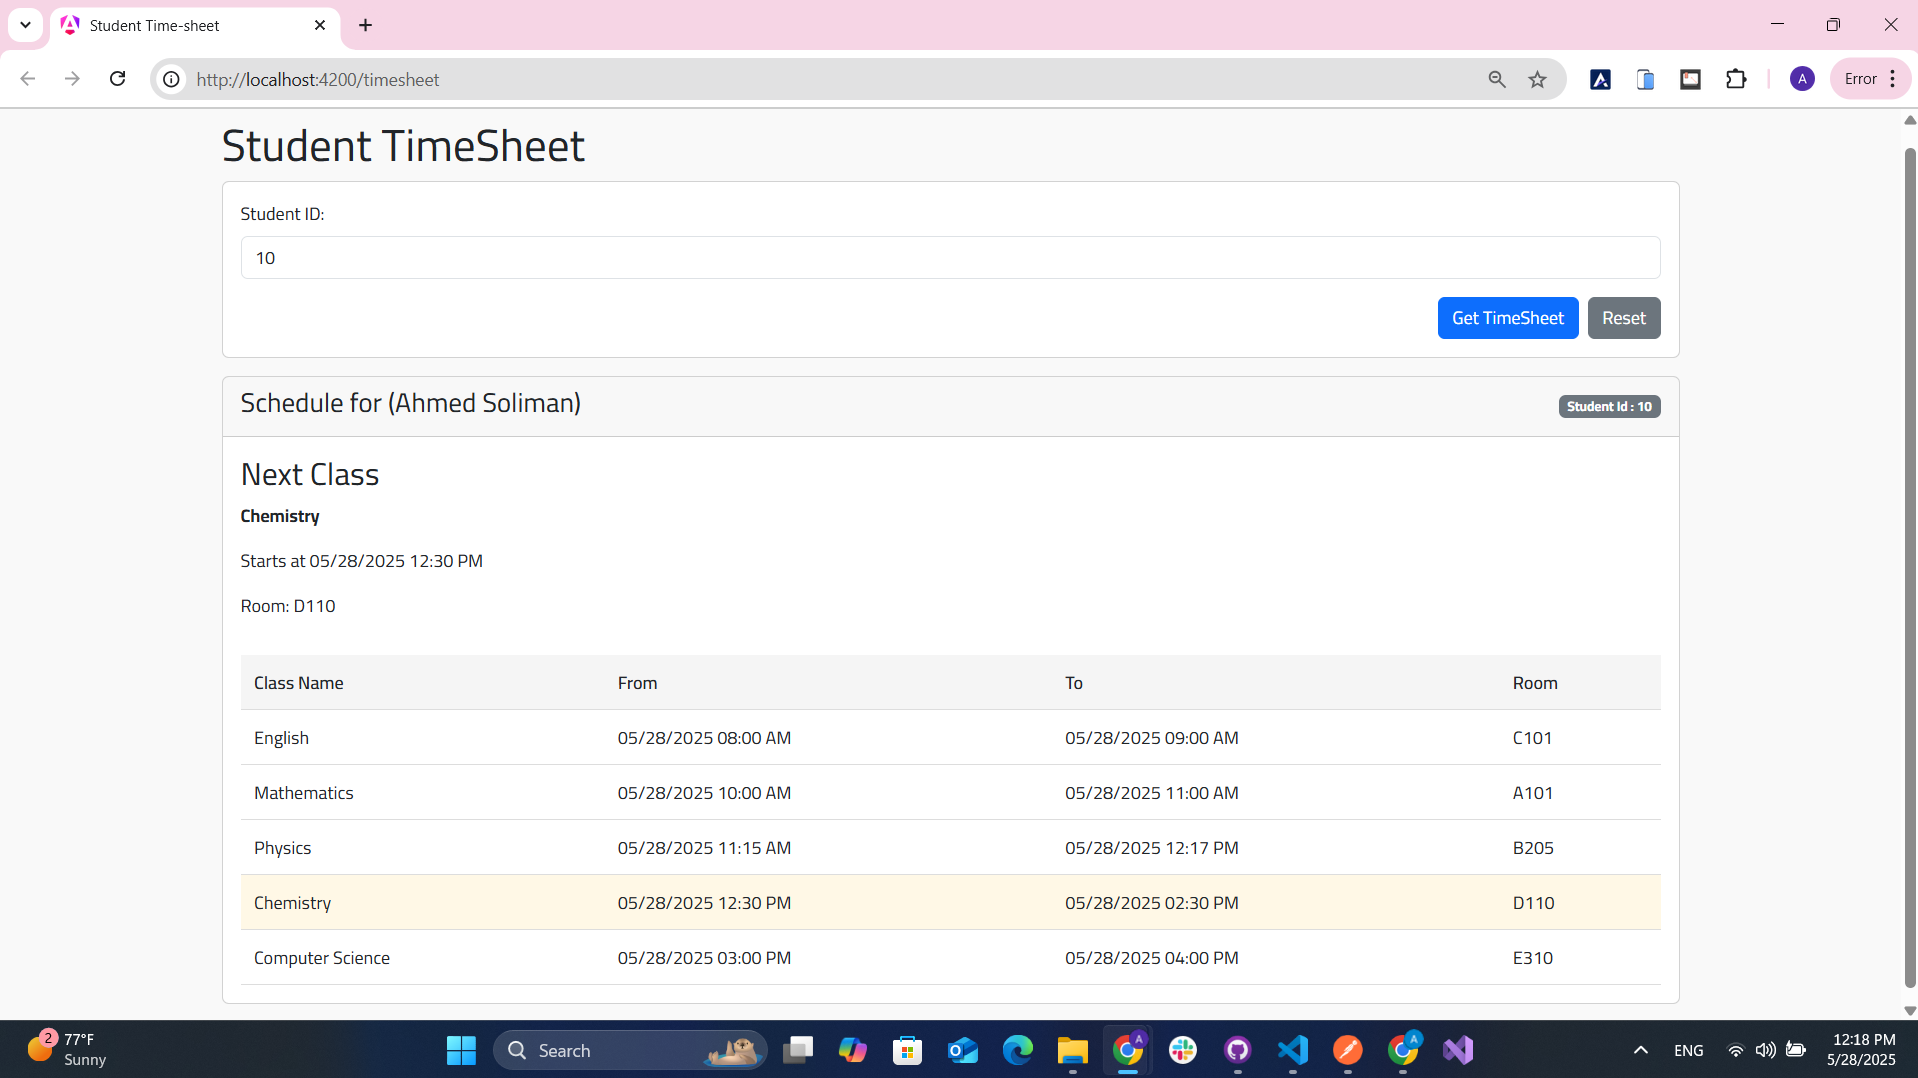 Student Time-sheet
http://localhost:4200/timesheet
A
Error
Student TimeSheet
Student ID:
10
Get TimeSheet Reset
Schedule for (Ahmed Soliman)
Student Id : 10
Next Class
Chemistry
Starts at 05/28/2025 12:30 PM
Room: D110
Class Name From To Room
English 05/28/2025 08:00 AM 05/28/2025 09:00 AM C101
Mathematics 05/28/2025 10:00 AM 05/28/2025 11:00 AM A101
Physics 05/28/2025 11:15 AM 05/28/2025 12:17 PM B205
Chemistry 05/28/2025 12:30 PM 05/28/2025 02:30 PM D110
Computer Science 05/28/2025 03:00 PM 05/28/2025 04:00 PM E310
2
77°F
Sunny
Search
A
A
ENG
12:18 PM
5/28/2025